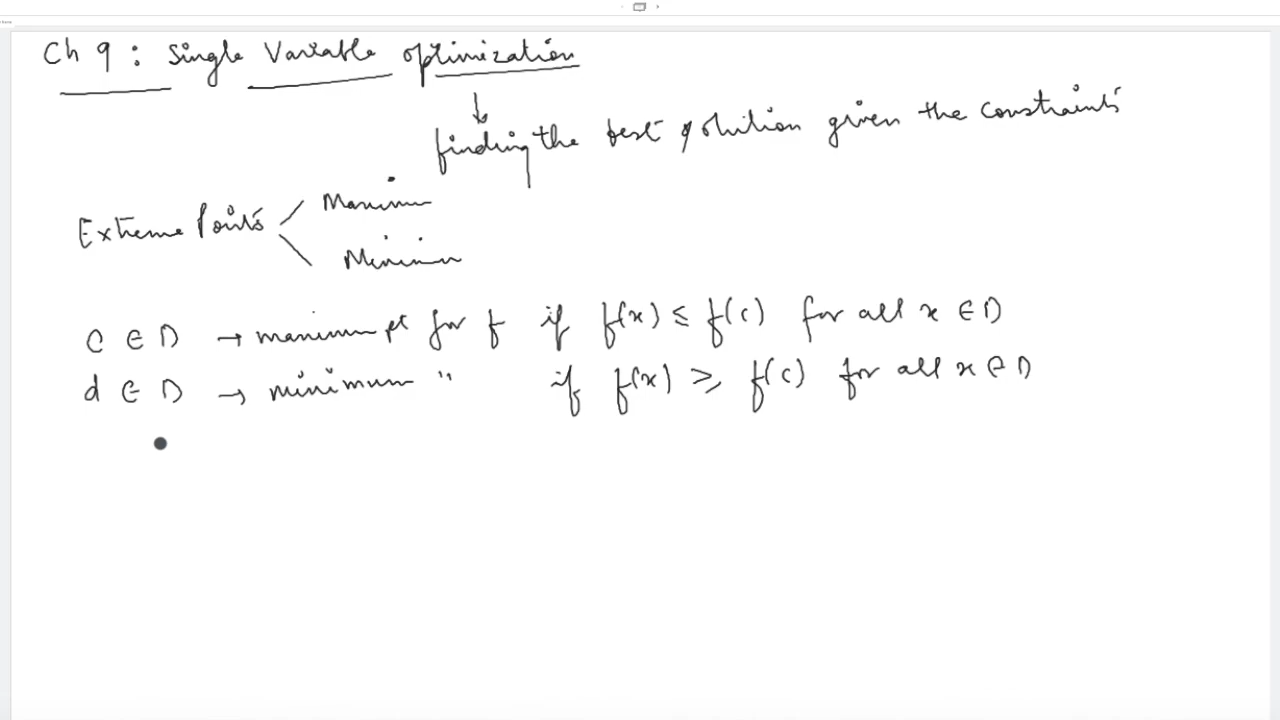 Ch 9 : Single Variable optimization
↓
finding the best solution given the constraints
Extreme Points
Maximum
Minimum
C ∈ D → maximum pt for f if f(x) ≤ f(c) for all x ∈ D
d ∈ D → minimum " if f(x) ≥ f(c) for all x ∈ D